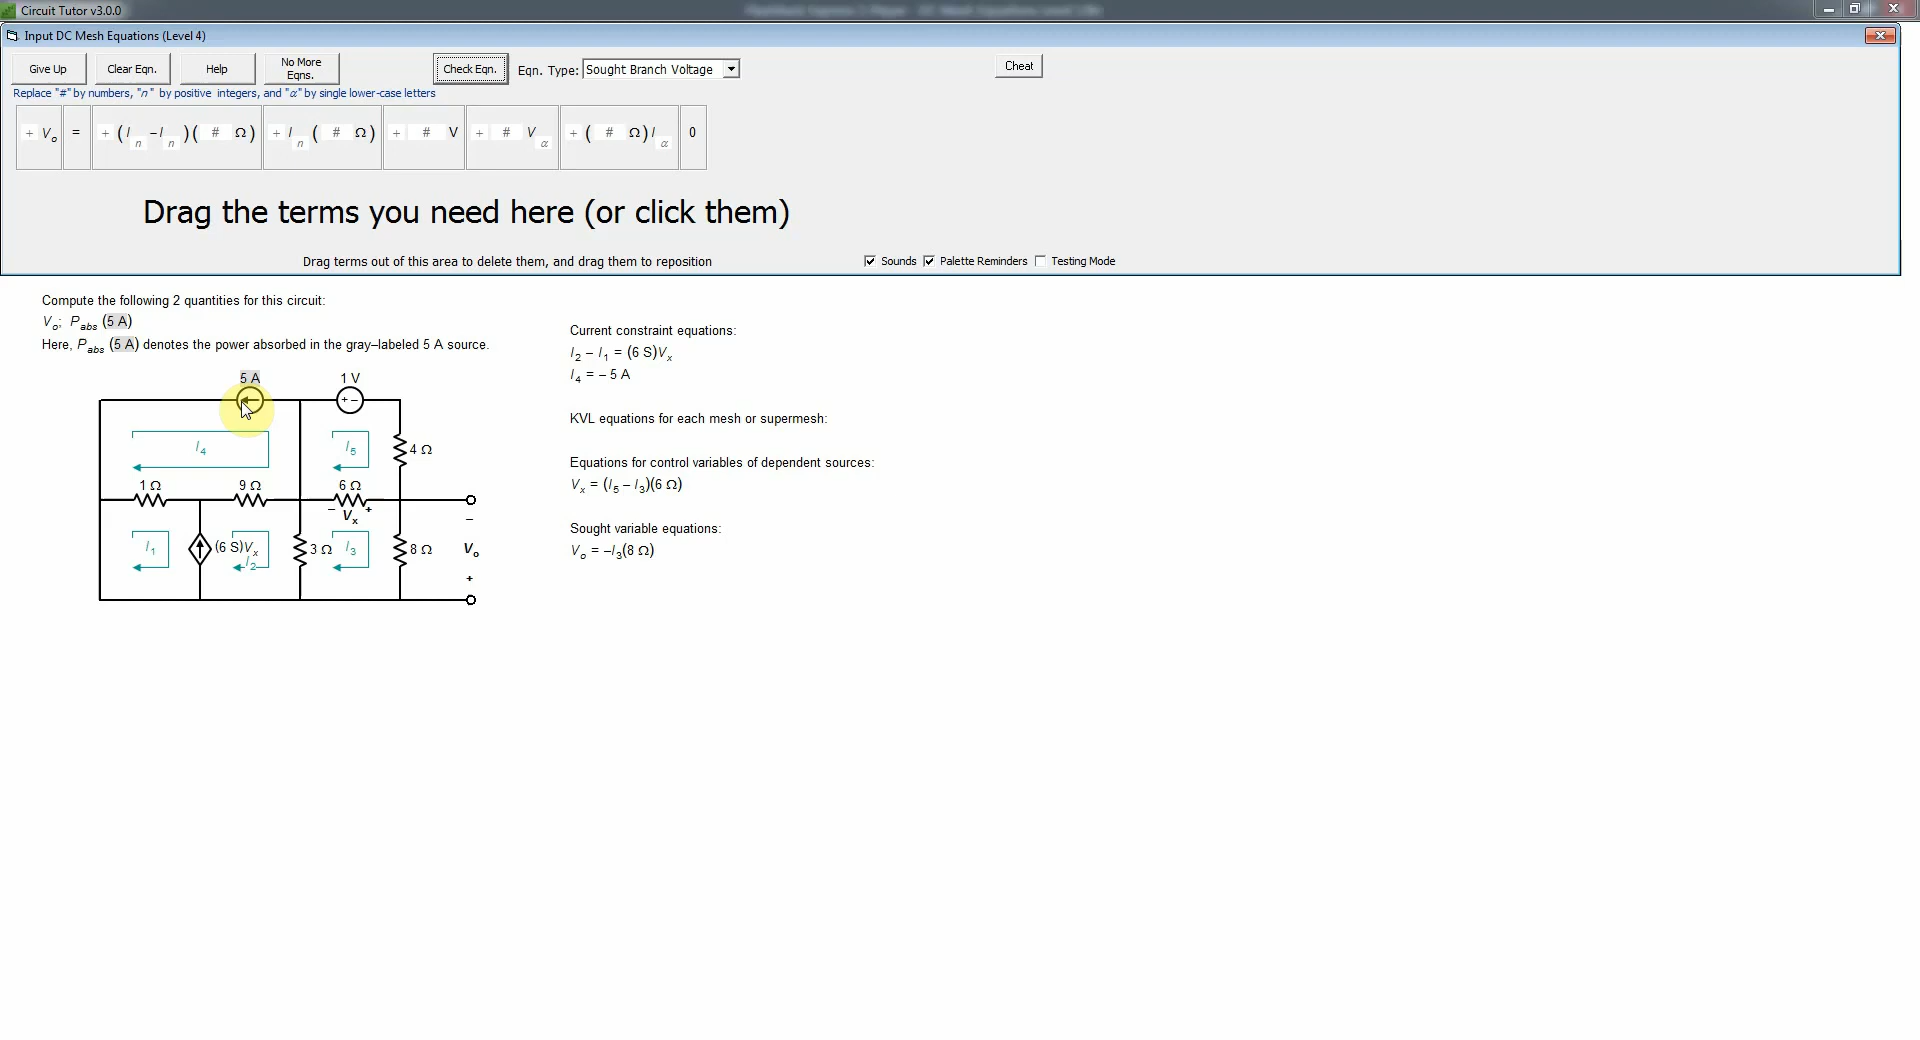 Circuit Tutor v3.0.0
Input DC Mesh Equations (Level 4)
Give Up
Clear Eqn.
Help
No More
Eqns.
Check Eqn.
Eqn. Type:
Sought Branch Voltage
Cheat
Replace "#" by numbers, "n" by positive integers, and "α" by single lower-case letters
+ Vo = + (In −In)( # Ω) + In ( # Ω) + # V + # Vα + ( # Ω)Iα 0
Drag the terms you need here (or click them)
Drag terms out of this area to delete them, and drag them to reposition
Sounds
Palette Reminders
Testing Mode
Compute the following 2 quantities for this circuit:
Vo; Pabs (5 A)
Here, Pabs (5 A) denotes the power absorbed in the gray–labeled 5 A source.
5 A
1 V
+ −
I4
I5
4 Ω
1 Ω
9 Ω
6 Ω
− Vx +
−
I1
(6 S)Vx
I2
3 Ω
I3
8 Ω
Vo
+
Current constraint equations:
I2 − I1 = (6 S)Vx
I4 = − 5 A
KVL equations for each mesh or supermesh:
Equations for control variables of dependent sources:
Vx = (I5 − I3)(6 Ω)
Sought variable equations:
Vo = −I3(8 Ω)